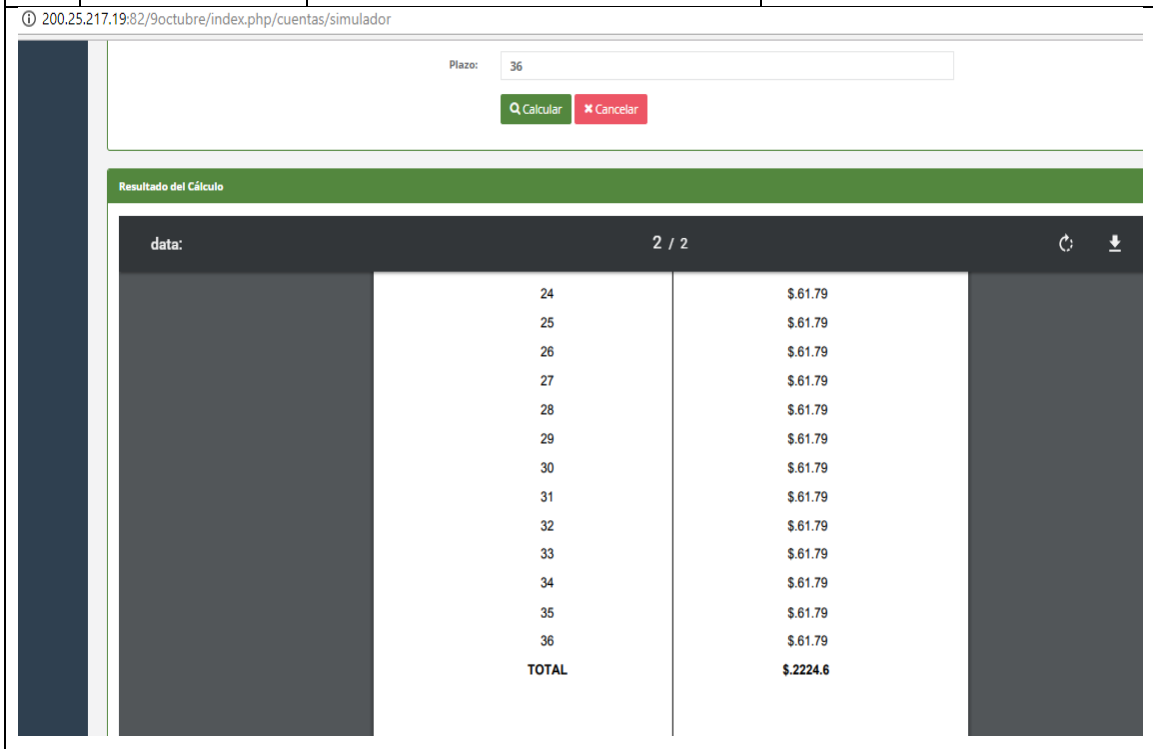 200.25.217.19:82/9octubre/index.php/cuentas/simulador
Plazo: 36
Calcular Cancelar
Resultado del Cálculo
data: 2 / 2
24 $.61.79
25 $.61.79
26 $.61.79
27 $.61.79
28 $.61.79
29 $.61.79
30 $.61.79
31 $.61.79
32 $.61.79
33 $.61.79
34 $.61.79
35 $.61.79
36 $.61.79
TOTAL $.2224.6